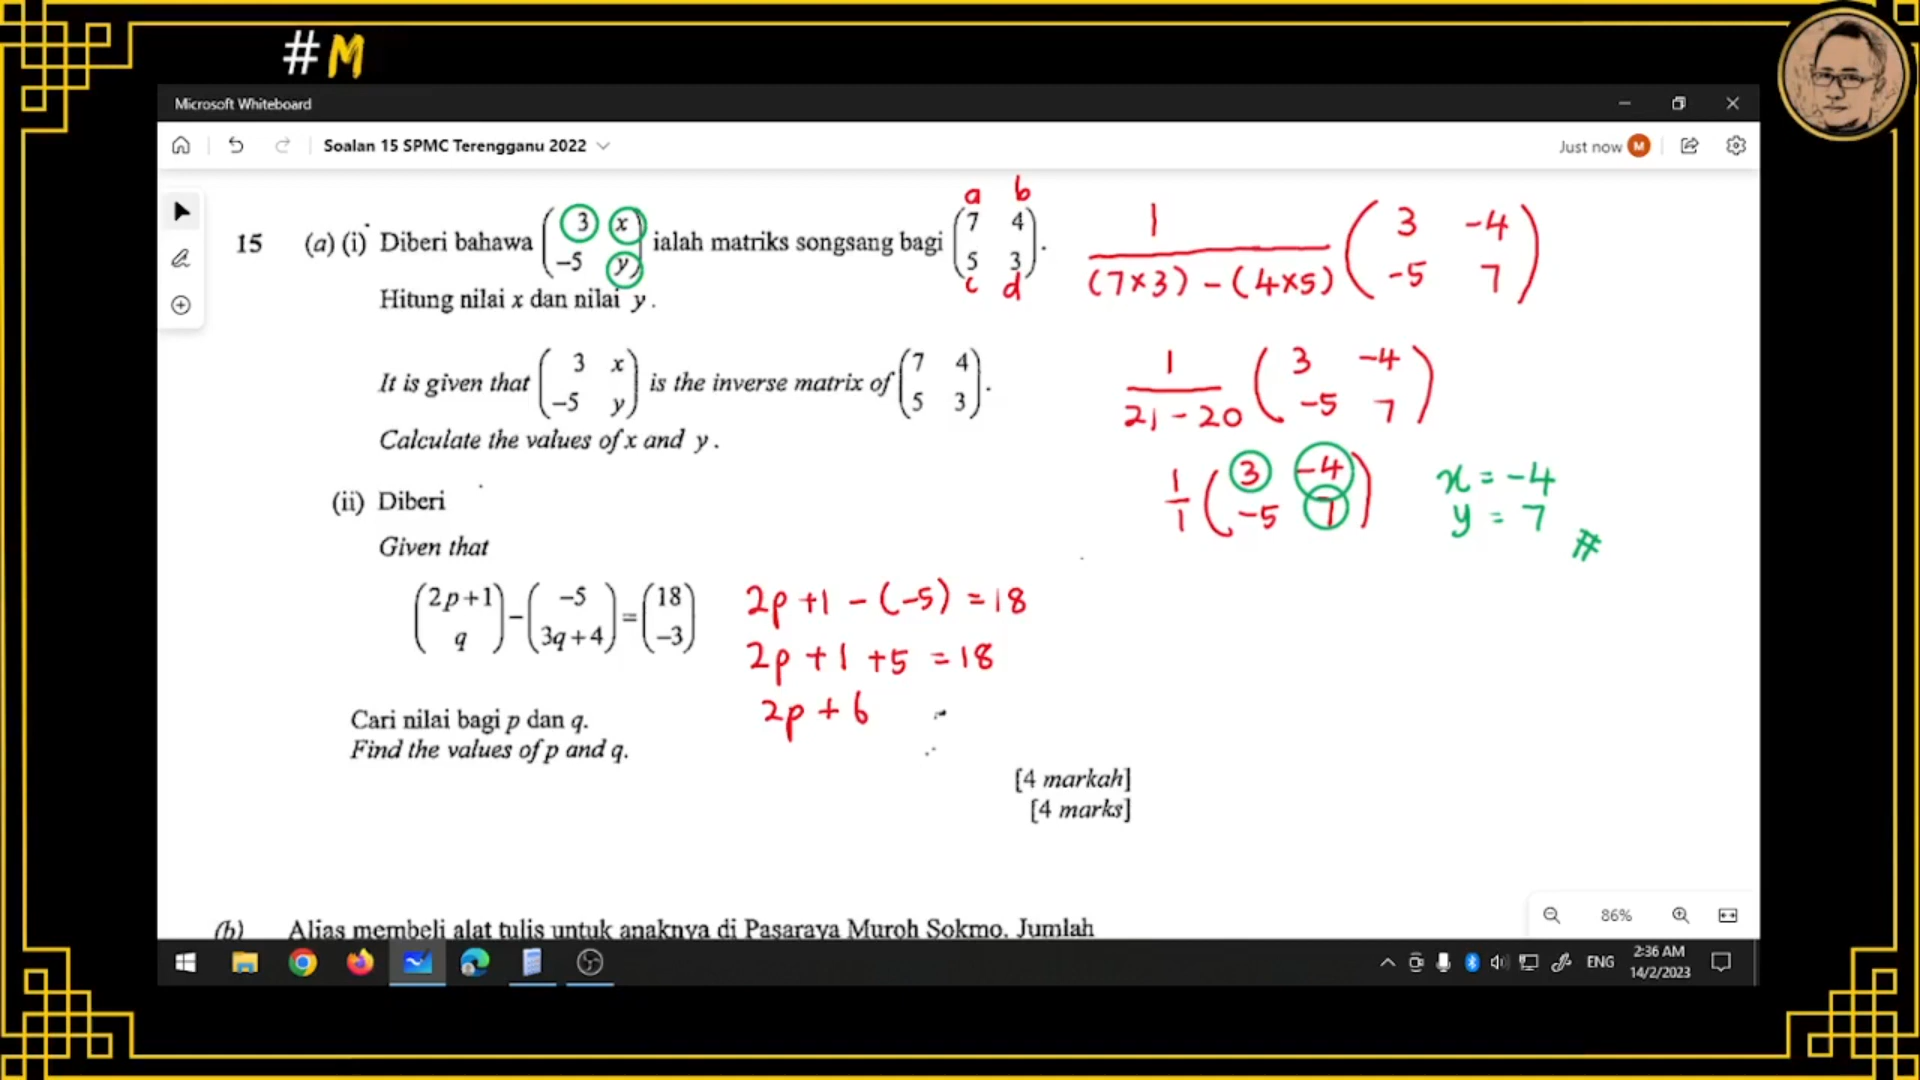 #M
Microsoft Whiteboard
Soalan 15 SPMC Terengganu 2022
Just now M
15 (a) (i) Diberi bahawa ( 3 x ) ialah matriks songsang bagi ( 7 4 ) .
( -5 y ) ( 5 3 )
a b
c d
Hitung nilai x dan nilai y .
It is given that ( 3 x ) is the inverse matrix of ( 7 4 ) .
( -5 y ) ( 5 3 )
Calculate the values of x and y .
1 / (7×3) - (4×5) ( 3 -4 )
( -5 7 )
1 / 21 - 20 ( 3 -4 )
( -5 7 )
1 / 1 ( 3 -4 )
( -5 7 )
x = -4
y = 7
#
(ii) Diberi
Given that
( 2p+1 ) - ( -5 ) = ( 18 )
( q ) ( 3q+4 ) ( -3 )
2p +1 - (-5) = 18
2p + 1 + 5 = 18
2p + 6
Cari nilai bagi p dan q.
Find the values of p and q.
[4 markah]
[4 marks]
(b) Alias membeli alat tulis untuk anaknya di Pasaraya Muroh Sokmo. Jumlah
86%
ENG
2:36 AM
14/2/2023